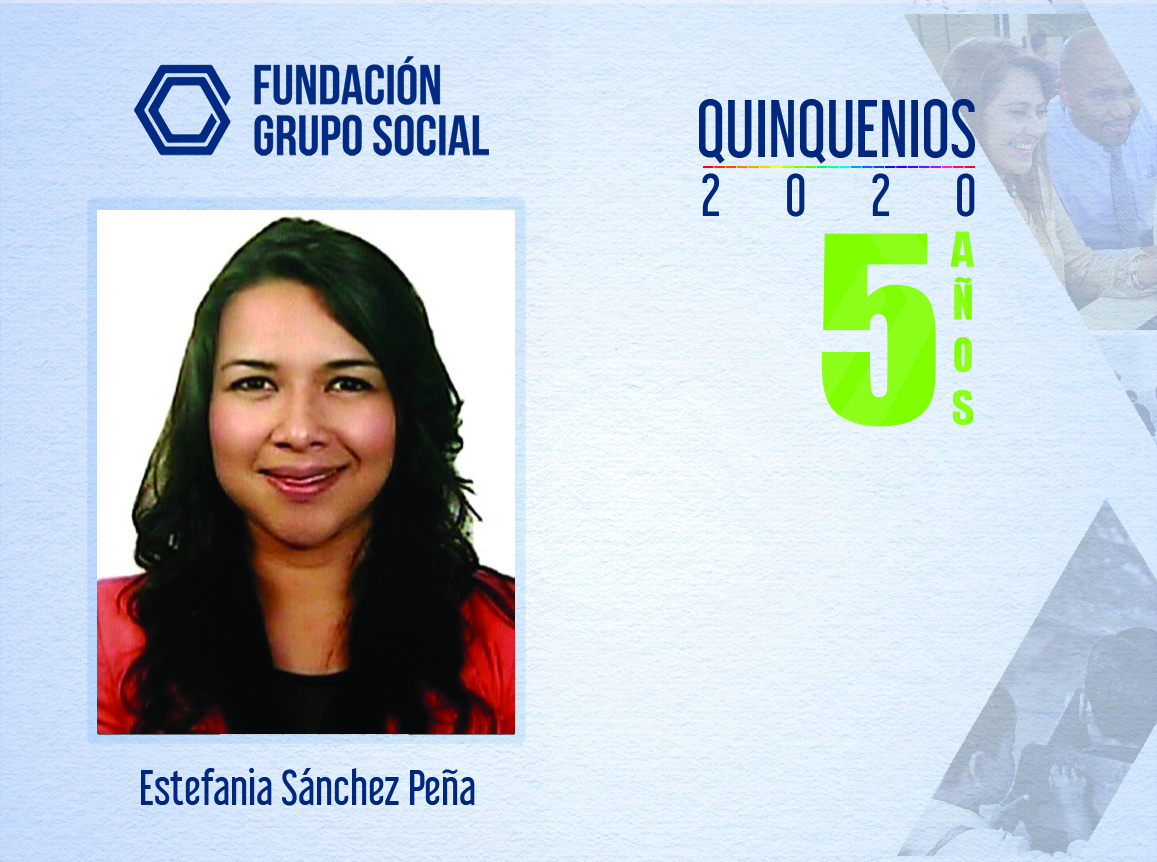 FUNDACIÓN
GRUPO SOCIAL
QUINQUENIOS
2020
5
AÑOS
Estefania Sánchez Peña